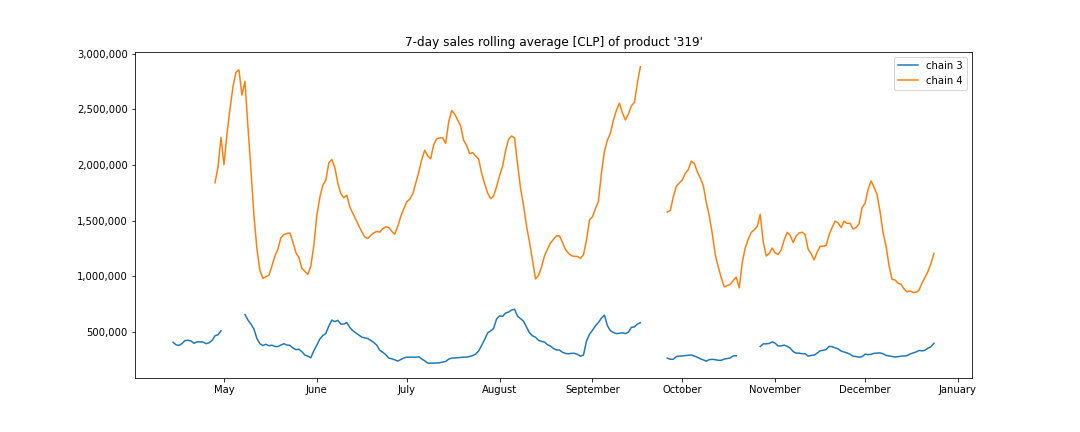 7-day sales rolling average [CLP] of product '319'
3,000,000
2,500,000
2,000,000
1,500,000
1,000,000
500,000
chain 3
chain 4
May June July August September October November December January